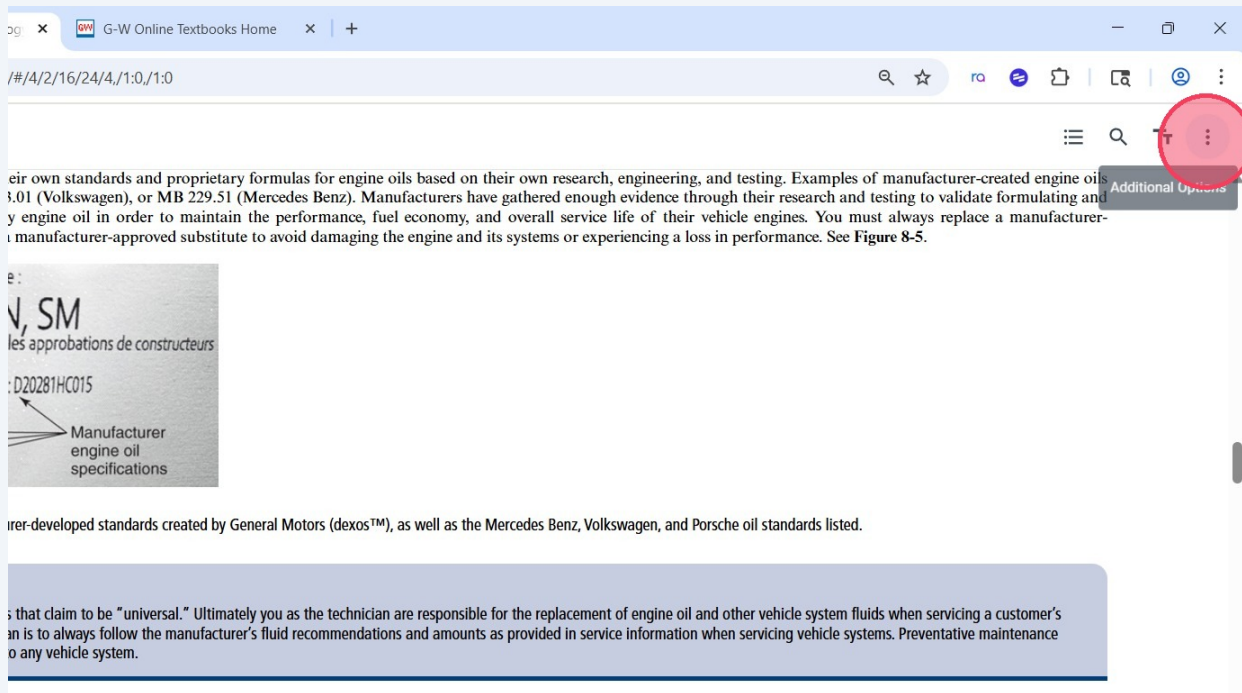 og
GW G-W Online Textbooks Home
/#/4/2/16/24/4,/1:0,/1:0
ra
Tт
Additional Options
eir own standards and proprietary formulas for engine oils based on their own research, engineering, and testing. Examples of manufacturer-created engine oils
3.01 (Volkswagen), or MB 229.51 (Mercedes Benz). Manufacturers have gathered enough evidence through their research and testing to validate formulating and
y engine oil in order to maintain the performance, fuel economy, and overall service life of their vehicle engines. You must always replace a manufacturer-
manufacturer-approved substitute to avoid damaging the engine and its systems or experiencing a loss in performance. See Figure 8-5.
e :
N, SM
les approbations de constructeurs
: D20281HC015
Manufacturer
engine oil
specifications
urer-developed standards created by General Motors (dexos™), as well as the Mercedes Benz, Volkswagen, and Porsche oil standards listed.
s that claim to be “universal.” Ultimately you as the technician are responsible for the replacement of engine oil and other vehicle system fluids when servicing a customer’s
an is to always follow the manufacturer’s fluid recommendations and amounts as provided in service information when servicing vehicle systems. Preventative maintenance
o any vehicle system.